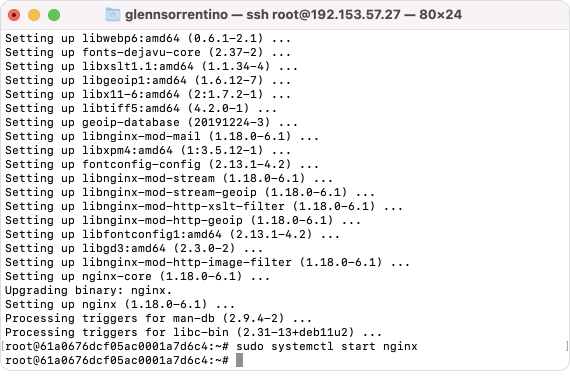 glennsorrentino — ssh root@192.153.57.27 — 80×24
Setting up libwebp6:amd64 (0.6.1-2.1) ...
Setting up fonts-dejavu-core (2.37-2) ...
Setting up libxslt1.1:amd64 (1.1.34-4) ...
Setting up libgeoip1:amd64 (1.6.12-7) ...
Setting up libx11-6:amd64 (2:1.7.2-1) ...
Setting up libtiff5:amd64 (4.2.0-1) ...
Setting up geoip-database (20191224-3) ...
Setting up libnginx-mod-mail (1.18.0-6.1) ...
Setting up libxpm4:amd64 (1:3.5.12-1) ...
Setting up fontconfig-config (2.13.1-4.2) ...
Setting up libnginx-mod-stream (1.18.0-6.1) ...
Setting up libnginx-mod-stream-geoip (1.18.0-6.1) ...
Setting up libnginx-mod-http-xslt-filter (1.18.0-6.1) ...
Setting up libnginx-mod-http-geoip (1.18.0-6.1) ...
Setting up libfontconfig1:amd64 (2.13.1-4.2) ...
Setting up libgd3:amd64 (2.3.0-2) ...
Setting up libnginx-mod-http-image-filter (1.18.0-6.1) ...
Setting up nginx-core (1.18.0-6.1) ...
Upgrading binary: nginx.
Setting up nginx (1.18.0-6.1) ...
Processing triggers for man-db (2.9.4-2) ...
Processing triggers for libc-bin (2.31-13+deb11u2) ...
[root@61a0676dcf05ac0001a7d6c4:~# sudo systemctl start nginx ]
root@61a0676dcf05ac0001a7d6c4:~#